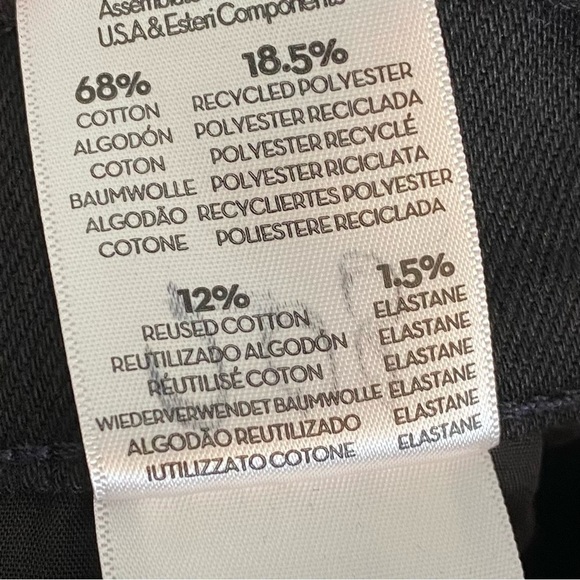 U.S.A & Esteri Components
68%
COTTON
ALGODÓN
COTON
BAUMWOLLE
ALGODÃO
COTONE
18.5%
RECYCLED POLYESTER
POLYESTER RECICLADA
POLYESTER RECYCLÉ
POLYESTER RICICLATA
RECYCLIERTES POLYESTER
POLIESTERE RECICLADA
12%
REUSED COTTON
REUTILIZADO ALGODÓN
RÉUTILISÉ COTON
WIEDERVERWENDET BAUMWOLLE
ALGODÃO REUTILIZADO
IUTILIZZATO COTONE
1.5%
ELASTANE
ELASTANE
ELASTANE
ELASTANE
ELASTANE
ELASTANE